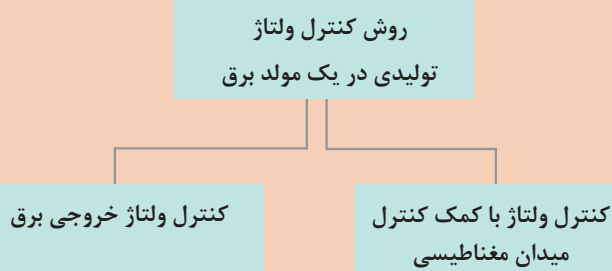 روش کنترل ولتاژ
تولیدی در یک مولد برق
کنترل ولتاژ با کمک کنترل
میدان مغناطیسی
کنترل ولتاژ خروجی برق